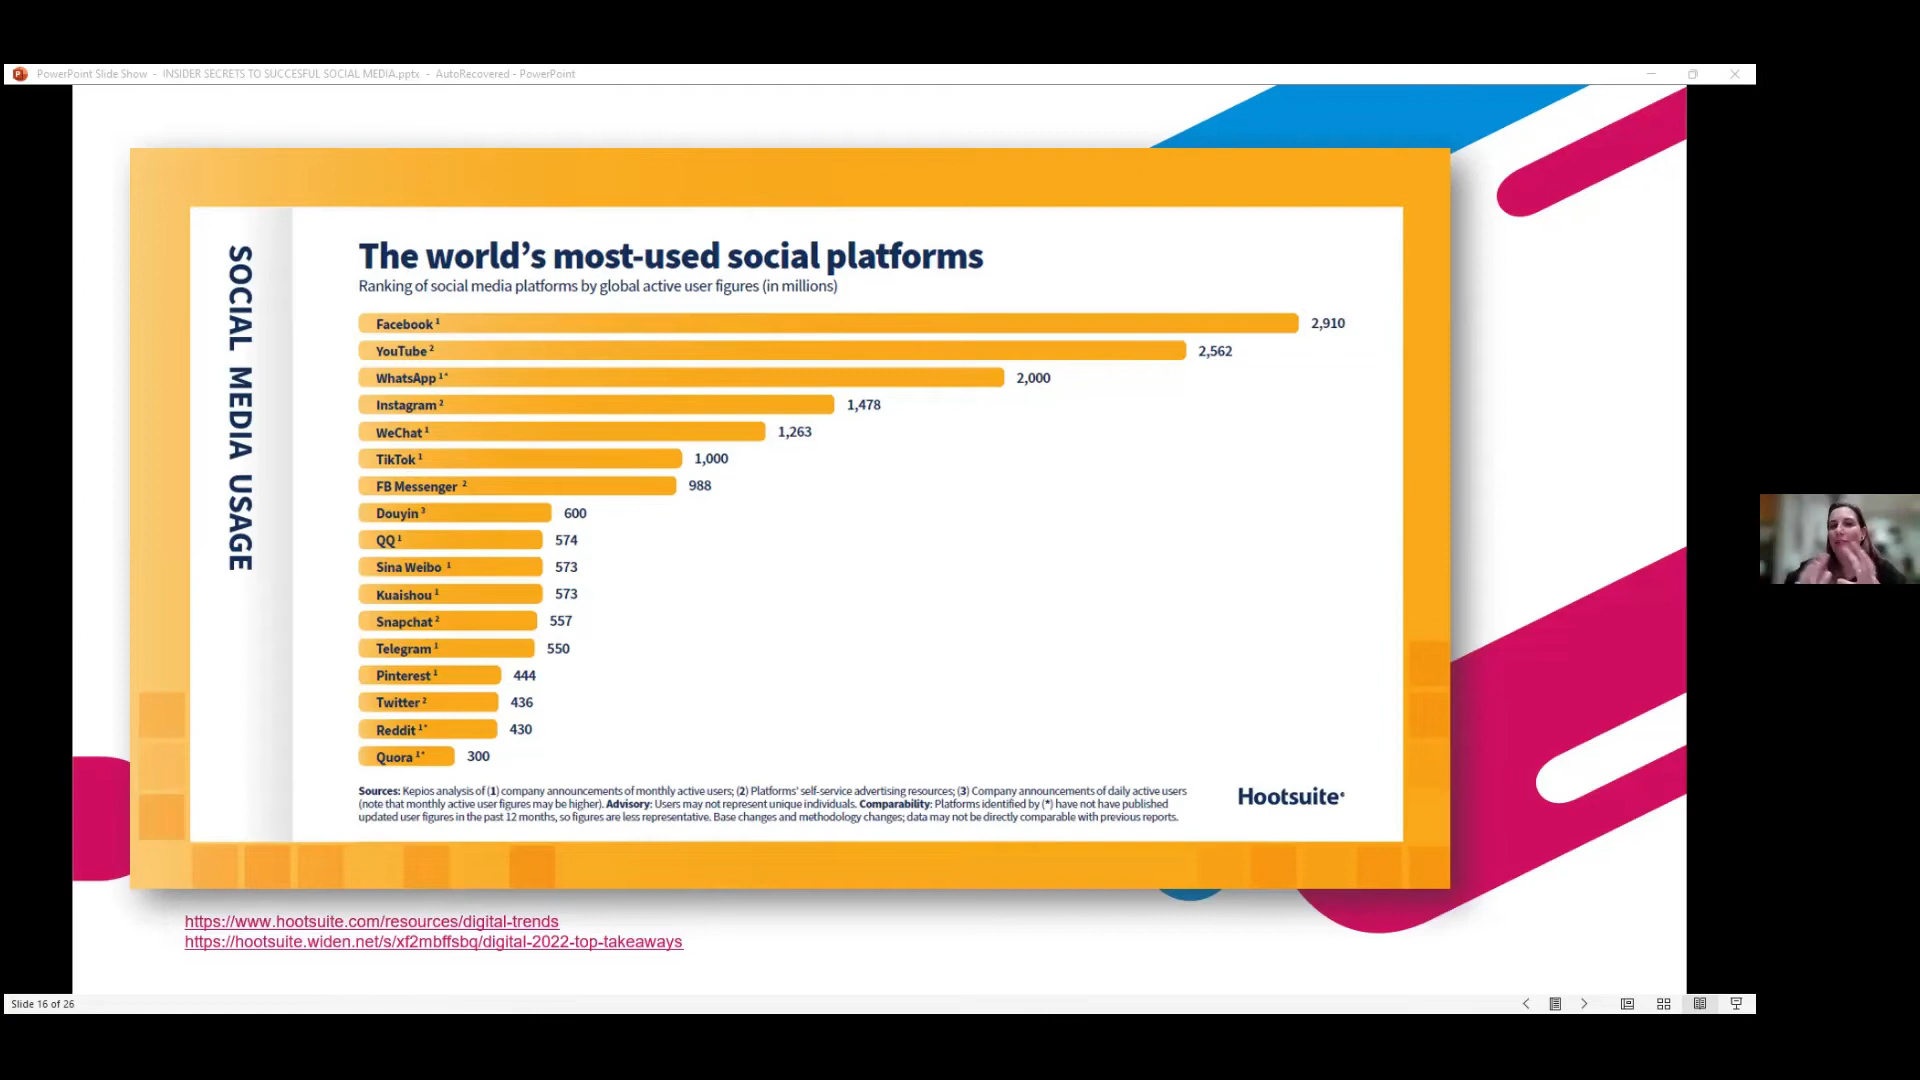 PowerPoint Slide Show - INSIDER SECRETS TO SUCCESFUL SOCIAL MEDIA.pptx - AutoRecovered - PowerPoint
SOCIAL MEDIA USAGE
The world's most-used social platforms
Ranking of social media platforms by global active user figures (in millions)
Facebook ¹ 2,910
YouTube ² 2,562
WhatsApp ¹* 2,000
Instagram ² 1,478
WeChat ¹ 1,263
TikTok ¹ 1,000
FB Messenger ² 988
Douyin ³ 600
QQ ¹ 574
Sina Weibo ¹ 573
Kuaishou ¹ 573
Snapchat ² 557
Telegram ¹ 550
Pinterest ¹ 444
Twitter ² 436
Reddit ¹* 430
Quora ¹* 300
Sources: Kepios analysis of (1) company announcements of monthly active users; (2) Platforms' self-service advertising resources; (3) Company announcements of daily active users
(note that monthly active user figures may be higher). Advisory: Users may not represent unique individuals. Comparability: Platforms identified by (*) have not have published
updated user figures in the past 12 months, so figures are less representative. Base changes and methodology changes; data may not be directly comparable with previous reports.
Hootsuite
https://www.hootsuite.com/resources/digital-trends
https://hootsuite.widen.net/s/xf2mbffsbq/digital-2022-top-takeaways
Slide 16 of 26